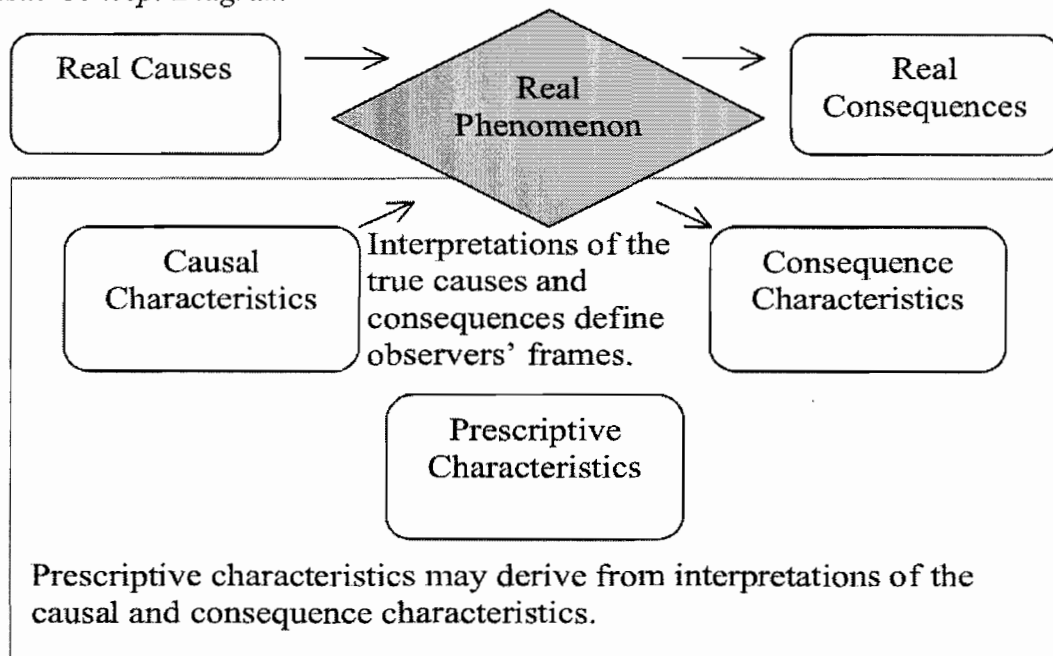 Real Causes
Real
Phenomenon
Real
Consequences
Causal
Characteristics
Interpretations of the
true causes and
consequences define
observers' frames.
Consequence
Characteristics
Prescriptive
Characteristics
Prescriptive characteristics may derive from interpretations of the
causal and consequence characteristics.